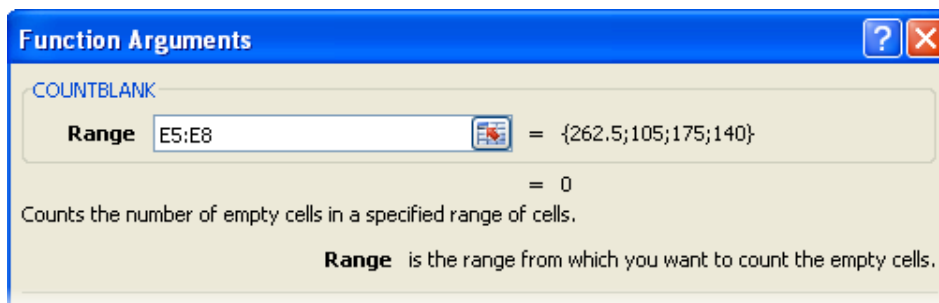 Function Arguments
COUNTBLANK
Range E5:E8 = {262.5;105;175;140}
= 0
Counts the number of empty cells in a specified range of cells.
Range is the range from which you want to count the empty cells.